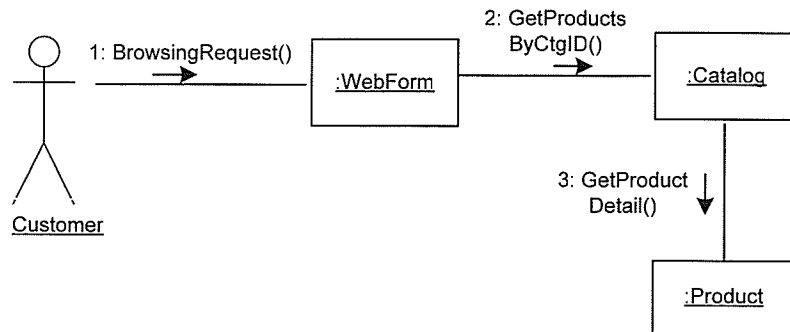 1: BrowsingRequest()
2: GetProducts
ByCtgID()
:WebForm
:Catalog
3: GetProduct
Detail()
Customer
:Product